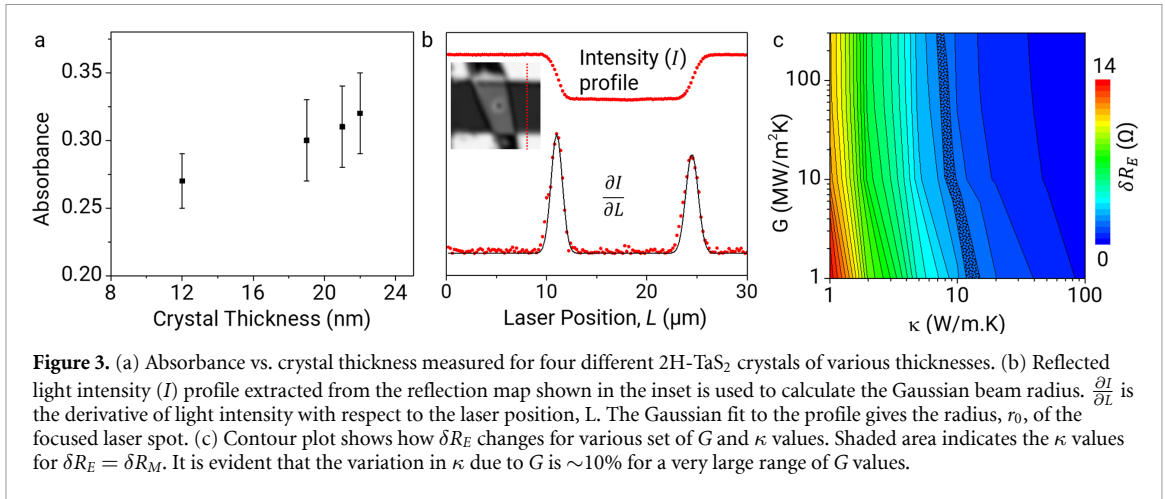 a
0.35
0.30
0.25
0.20
Absorbance
8
12
16
20
24
Crystal Thickness (nm)
b
Intensity (I)
profile
∂I
∂L
0
10
20
30
Laser Position, L (μm)
c
100
10
1
G (MW/m²K)
1
10
100
κ (W/m.K)
14
δR_E (Ω)
0
Figure 3. (a) Absorbance vs. crystal thickness measured for four different 2H-TaS₂ crystals of various thicknesses. (b) Reflected
light intensity (I) profile extracted from the reflection map shown in the inset is used to calculate the Gaussian beam radius. ∂I/∂L is
the derivative of light intensity with respect to the laser position, L. The Gaussian fit to the profile gives the radius, r₀, of the
focused laser spot. (c) Contour plot shows how δR_E changes for various set of G and κ values. Shaded area indicates the κ values
for δR_E = δR_M. It is evident that the variation in κ due to G is ∼10% for a very large range of G values.